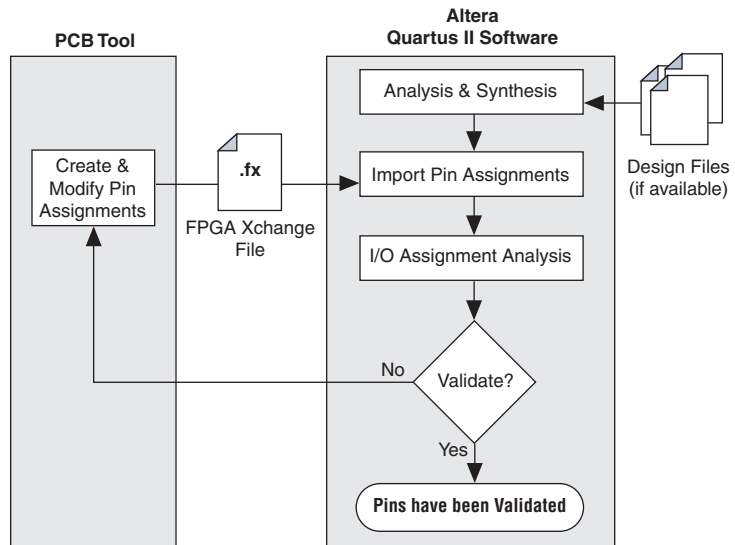 PCB Tool
Altera
Quartus II Software
Analysis & Synthesis
Design Files
(if available)
Create &
Modify Pin
Assignments
.fx
FPGA Xchange
File
Import Pin Assignments
I/O Assignment Analysis
Validate?
No
Yes
Pins have been Validated